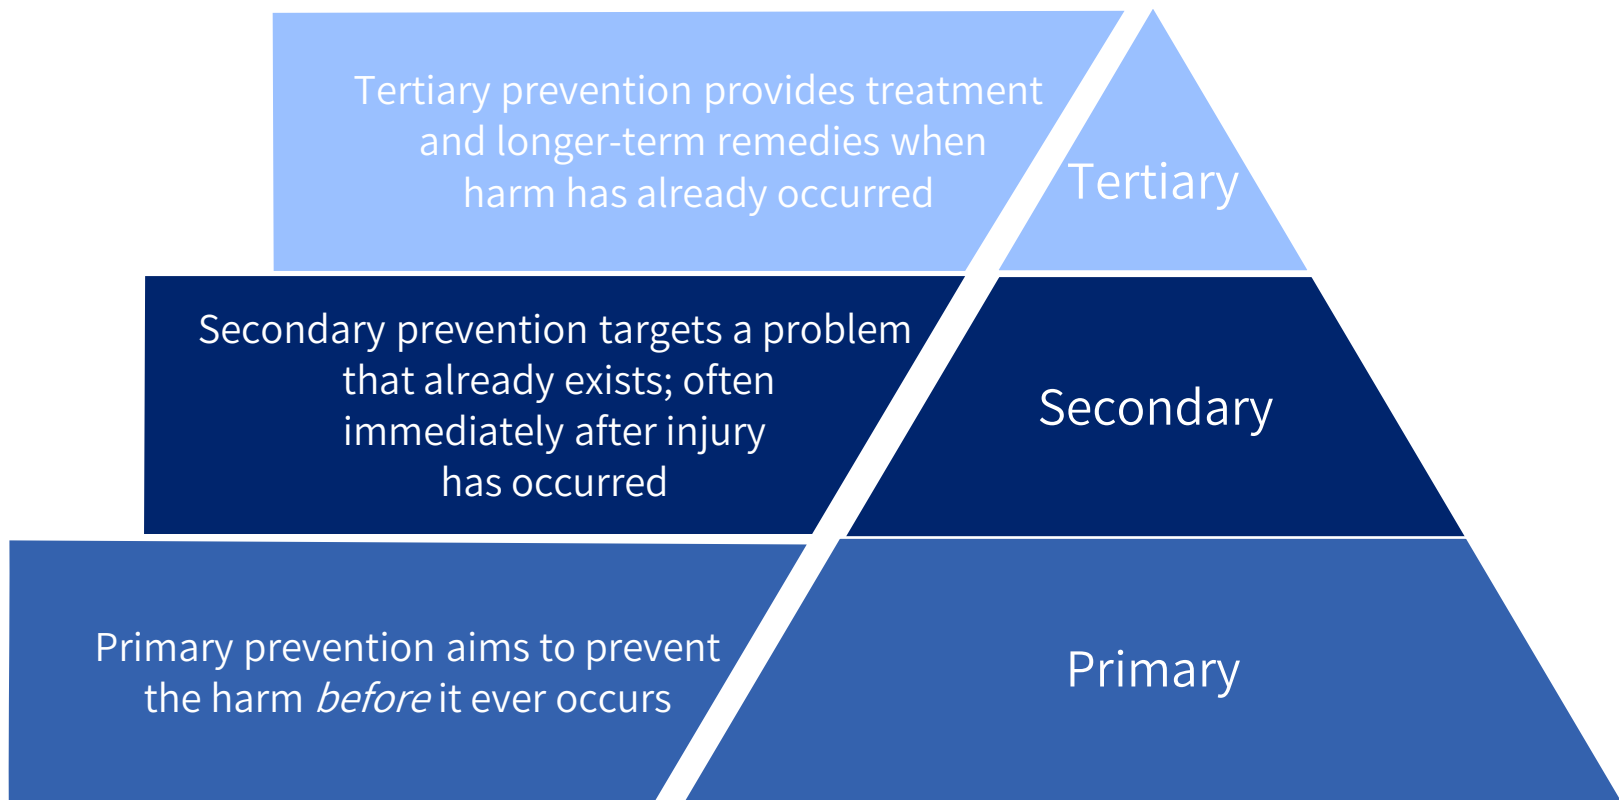 Tertiary prevention provides treatment
and longer-term remedies when
harm has already occurred
Tertiary
Secondary prevention targets a problem
that already exists; often
immediately after injury
has occurred
Secondary
Primary prevention aims to prevent
the harm before it ever occurs
Primary